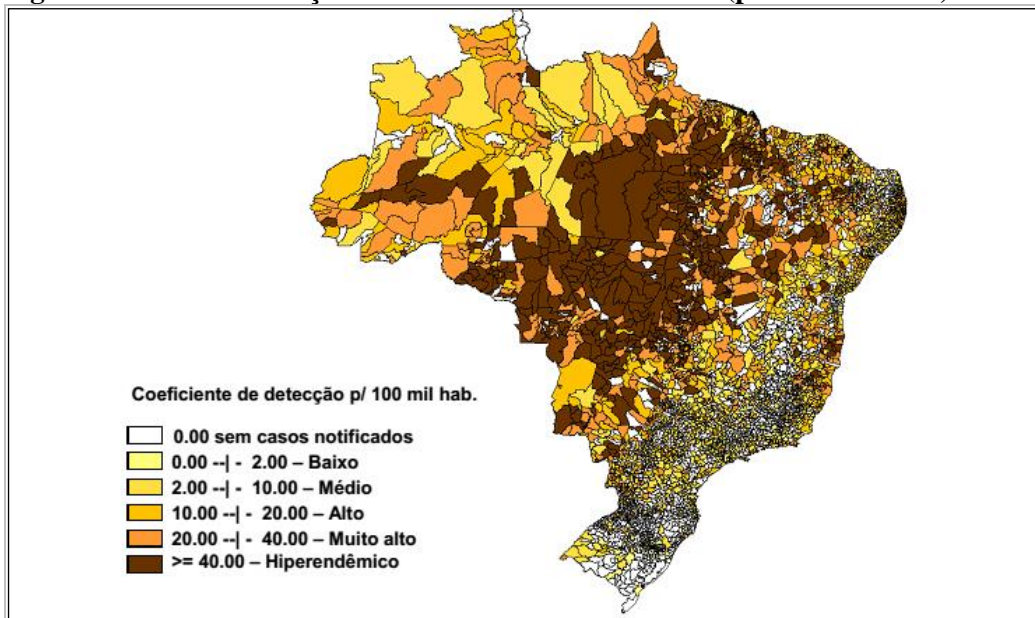 Coeficiente de detecção p/ 100 mil hab.
0.00 sem casos notificados
0.00 --| - 2.00 – Baixo
2.00 --| - 10.00 – Médio
10.00 --| - 20.00 – Alto
20.00 --| - 40.00 – Muito alto
>= 40.00 – Hiperendêmico